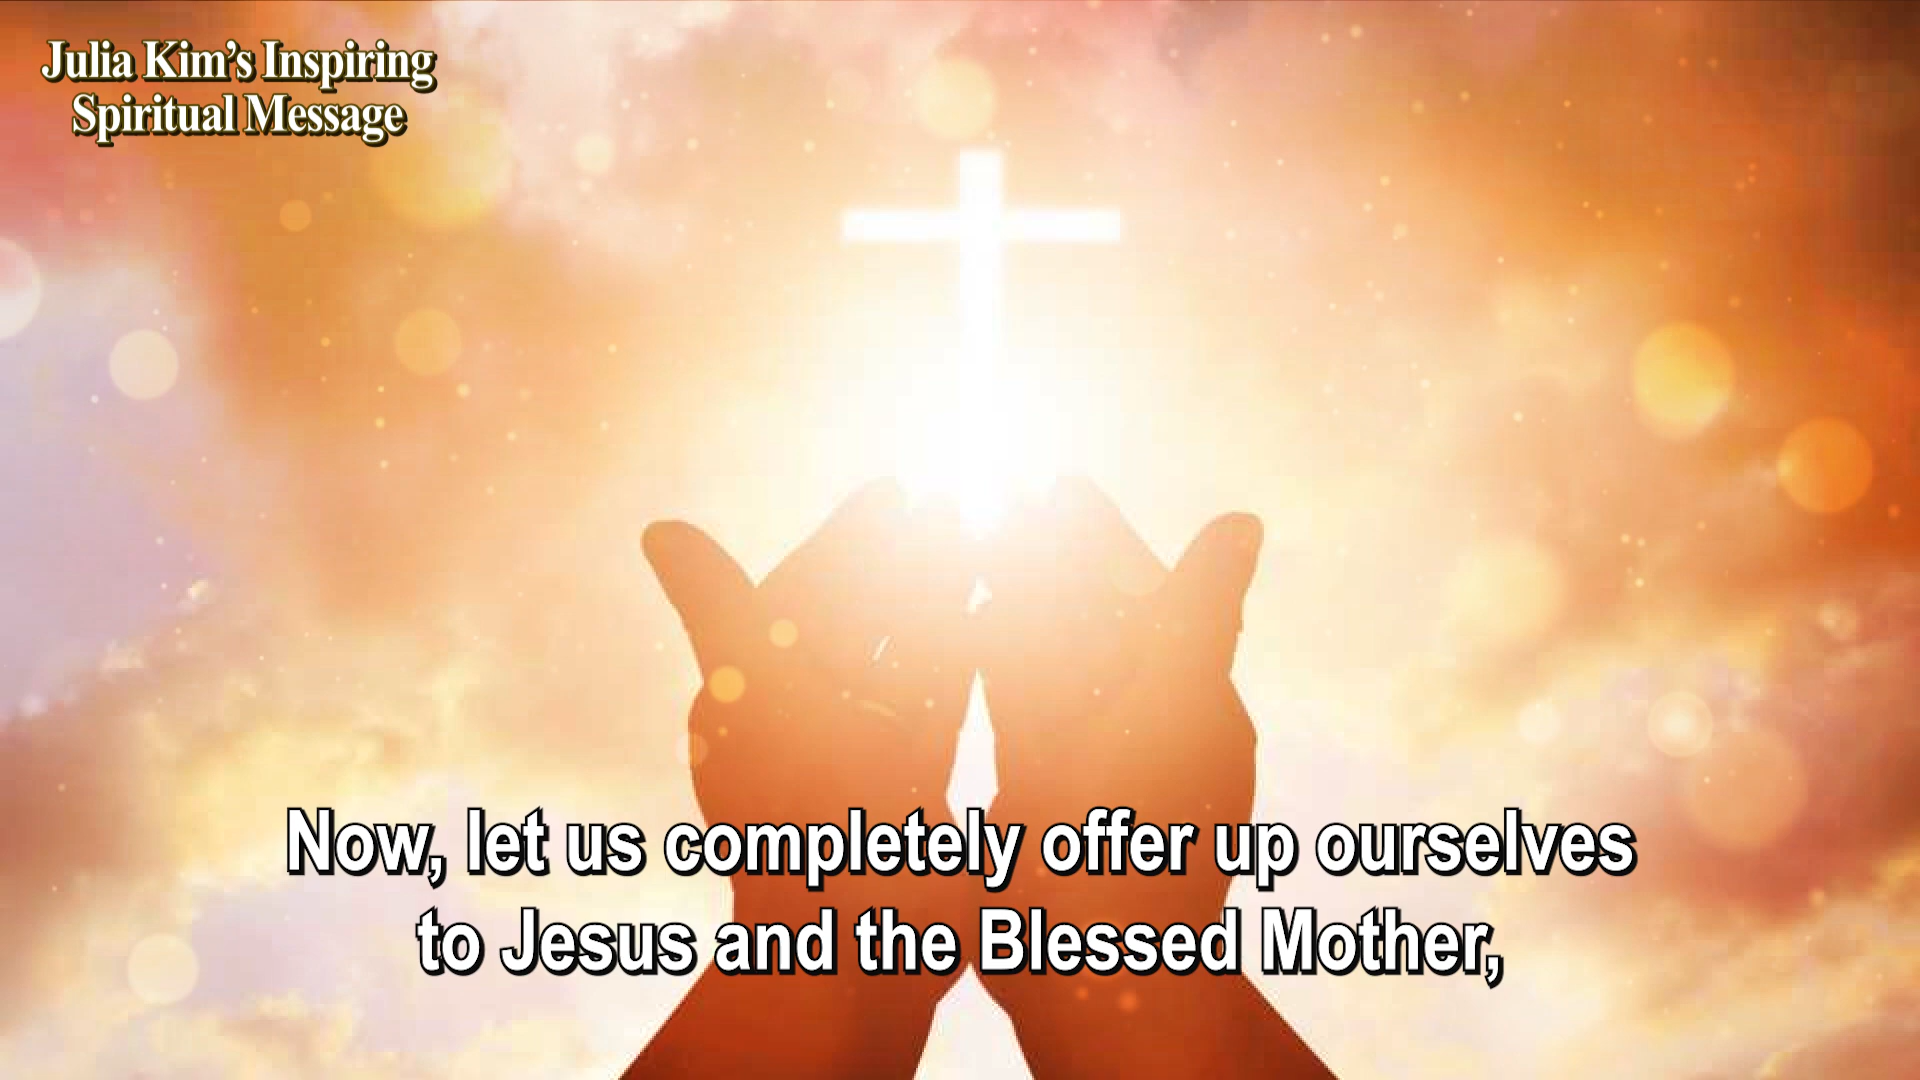 Julia Kim's Inspiring
Spiritual Message
Now, let us completely offer up ourselves
to Jesus and the Blessed Mother,